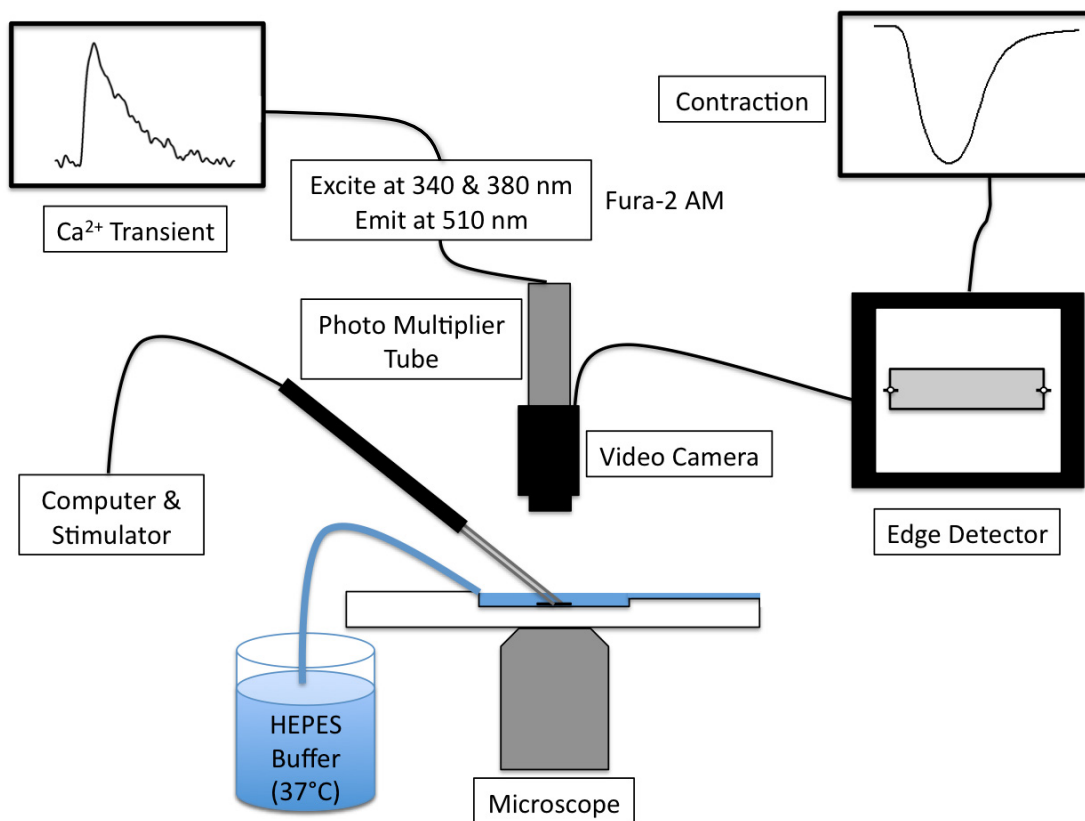 Contraction
Excite at 340 & 380 nm
Emit at 510 nm
Fura-2 AM
Ca²⁺ Transient
Photo Multiplier
Tube
Video Camera
Computer &
Stimulator
Edge Detector
HEPES
Buffer
(37°C)
Microscope